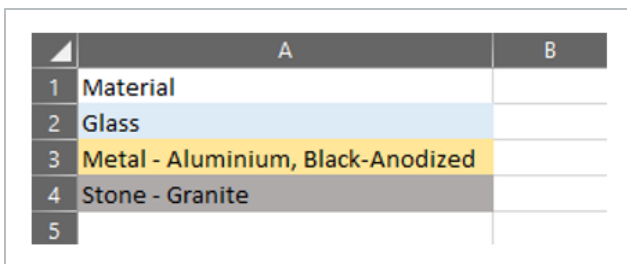 A B
1 Material
2 Glass
3 Metal - Aluminium, Black-Anodized
4 Stone - Granite
5